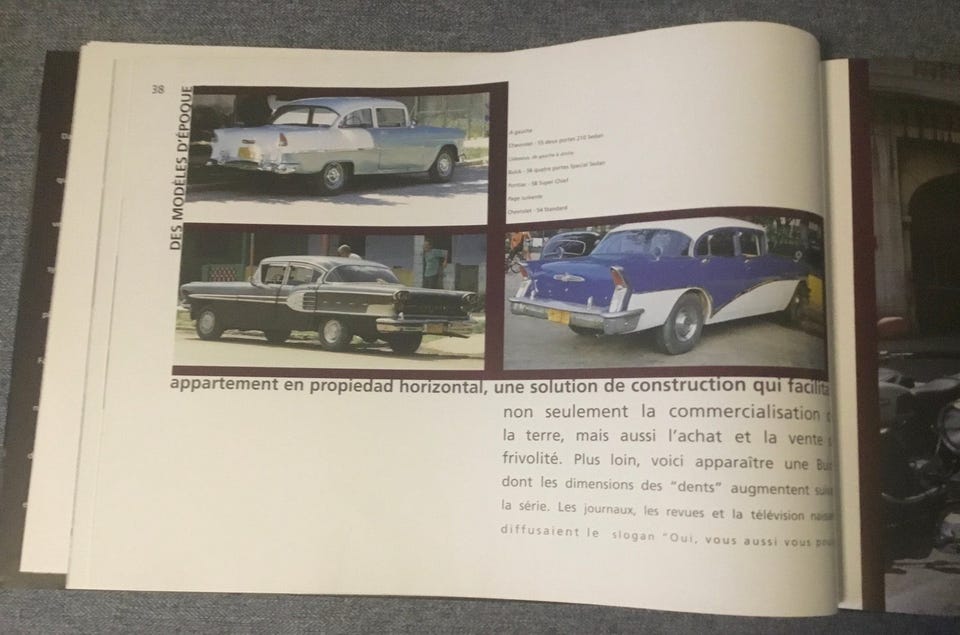 38
DES MODÈLES D'ÉPOQUE
A gauche
Chevrolet - 55 deux portes 210 Sedan
Ci-dessous, de gauche à droite
Buick - 56 quatre portes Special Sedan
Pontiac - 58 Super Chief
Page suivante
Chevrolet - 54 Standard
appartement en propiedad horizontal, une solution de construction qui facilita
non seulement la commercialisation
la terre, mais aussi l'achat et la vente
frivolité. Plus loin, voici apparaître une
dont les dimensions des "dents" augmentent
la série. Les journaux, les revues et la télévision
diffusaient le slogan "Oui, vous aussi vous